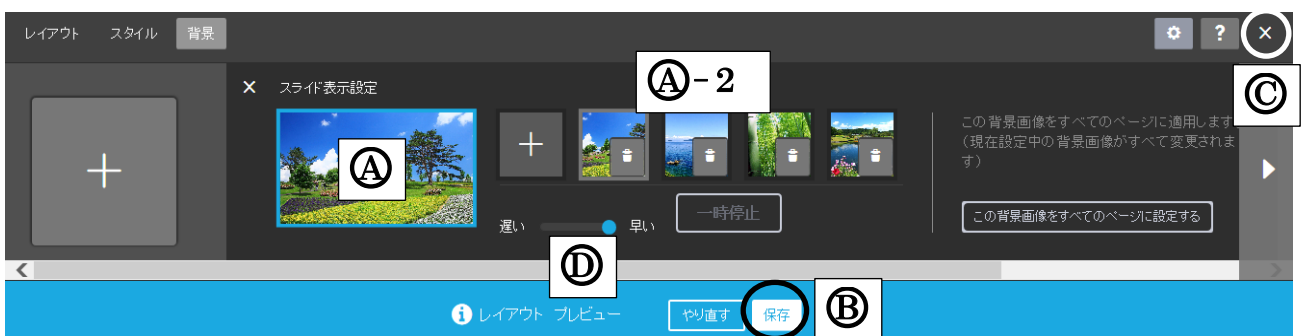 レイアウト スタイル 背景 ? ×
× スライド表示設定
Ⓐ-2
Ⓒ
Ⓐ
この背景画像をすべてのページに適用します
(現在設定中の背景画像がすべて変更されま
す)
遅い 早い 一時停止
この背景画像をすべてのページに設定する
Ⓓ
レイアウト プレビュー やり直す 保存 Ⓑ